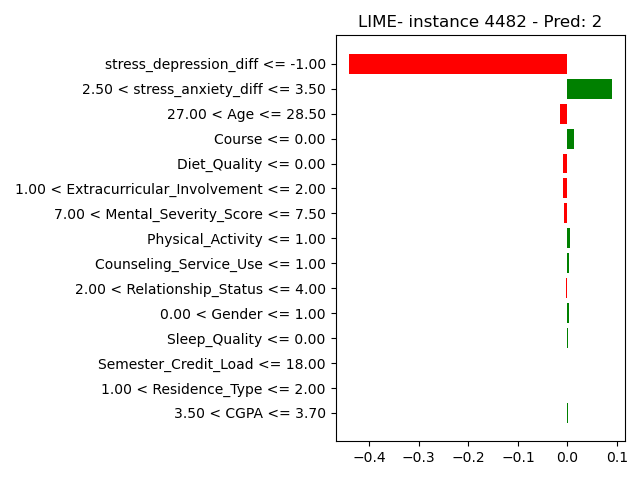 LIME- instance 4482 - Pred: 2
stress_depression_diff <= -1.00
2.50 < stress_anxiety_diff <= 3.50
27.00 < Age <= 28.50
Course <= 0.00
Diet_Quality <= 0.00
1.00 < Extracurricular_Involvement <= 2.00
7.00 < Mental_Severity_Score <= 7.50
Physical_Activity <= 1.00
Counseling_Service_Use <= 1.00
2.00 < Relationship_Status <= 4.00
0.00 < Gender <= 1.00
Sleep_Quality <= 0.00
Semester_Credit_Load <= 18.00
1.00 < Residence_Type <= 2.00
3.50 < CGPA <= 3.70
−0.4 −0.3 −0.2 −0.1 0.0 0.1